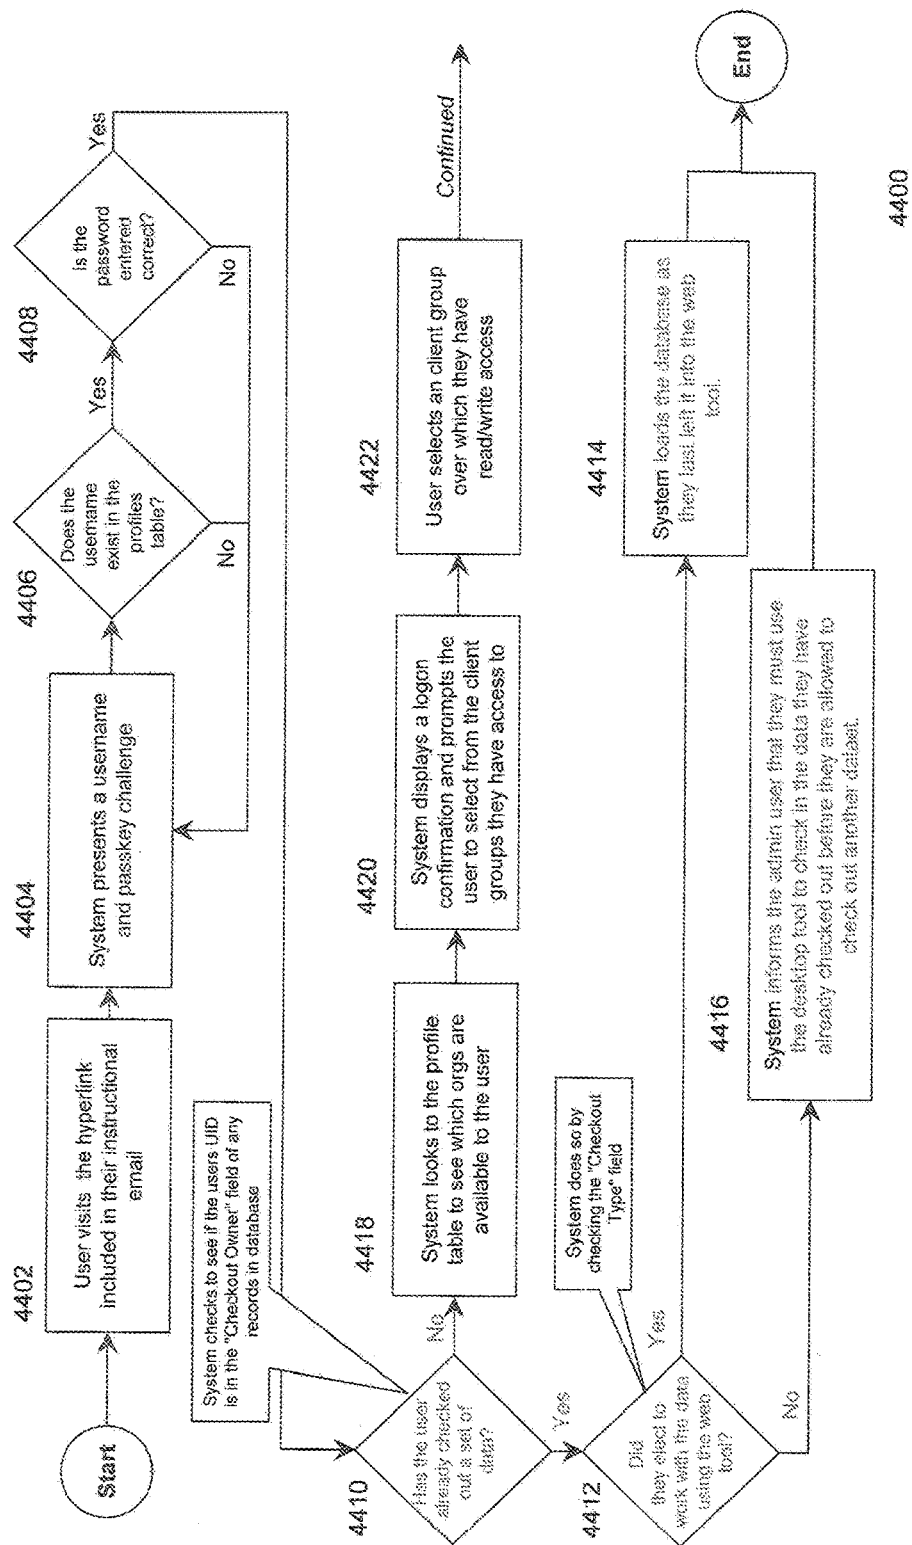 Start
4402
User visits the hyperlink
included in their instructional
email
4404
System presents a username
and passkey challenge
4406
Does the
username
exist in the
profiles
table?
Yes
No
4408
Is the
password
entered
correct?
Yes
No
System checks to see if the users UID
is in the "Checkout Owner" field of any
records in database
4410
Has the user
already checked
out a set of
data?
No
Yes
4418
System looks to the profile
table to see which orgs are
available to the user
4420
System displays a logon
confirmation and prompts the
user to select from the client
groups they have access to
4422
User selects an client group
over which they have
read/write access
Continued
4412
Did
they elect to
work with the data
using the web
tool?
System does so by
checking the "Checkout
Type" field
Yes
No
4414
System loads the database as
they last left it into the web
tool.
4416
System informs the admin user that they must use
the desktop tool to check in the data they have
already checked out before they are allowed to
check out another dataset.
End
4400